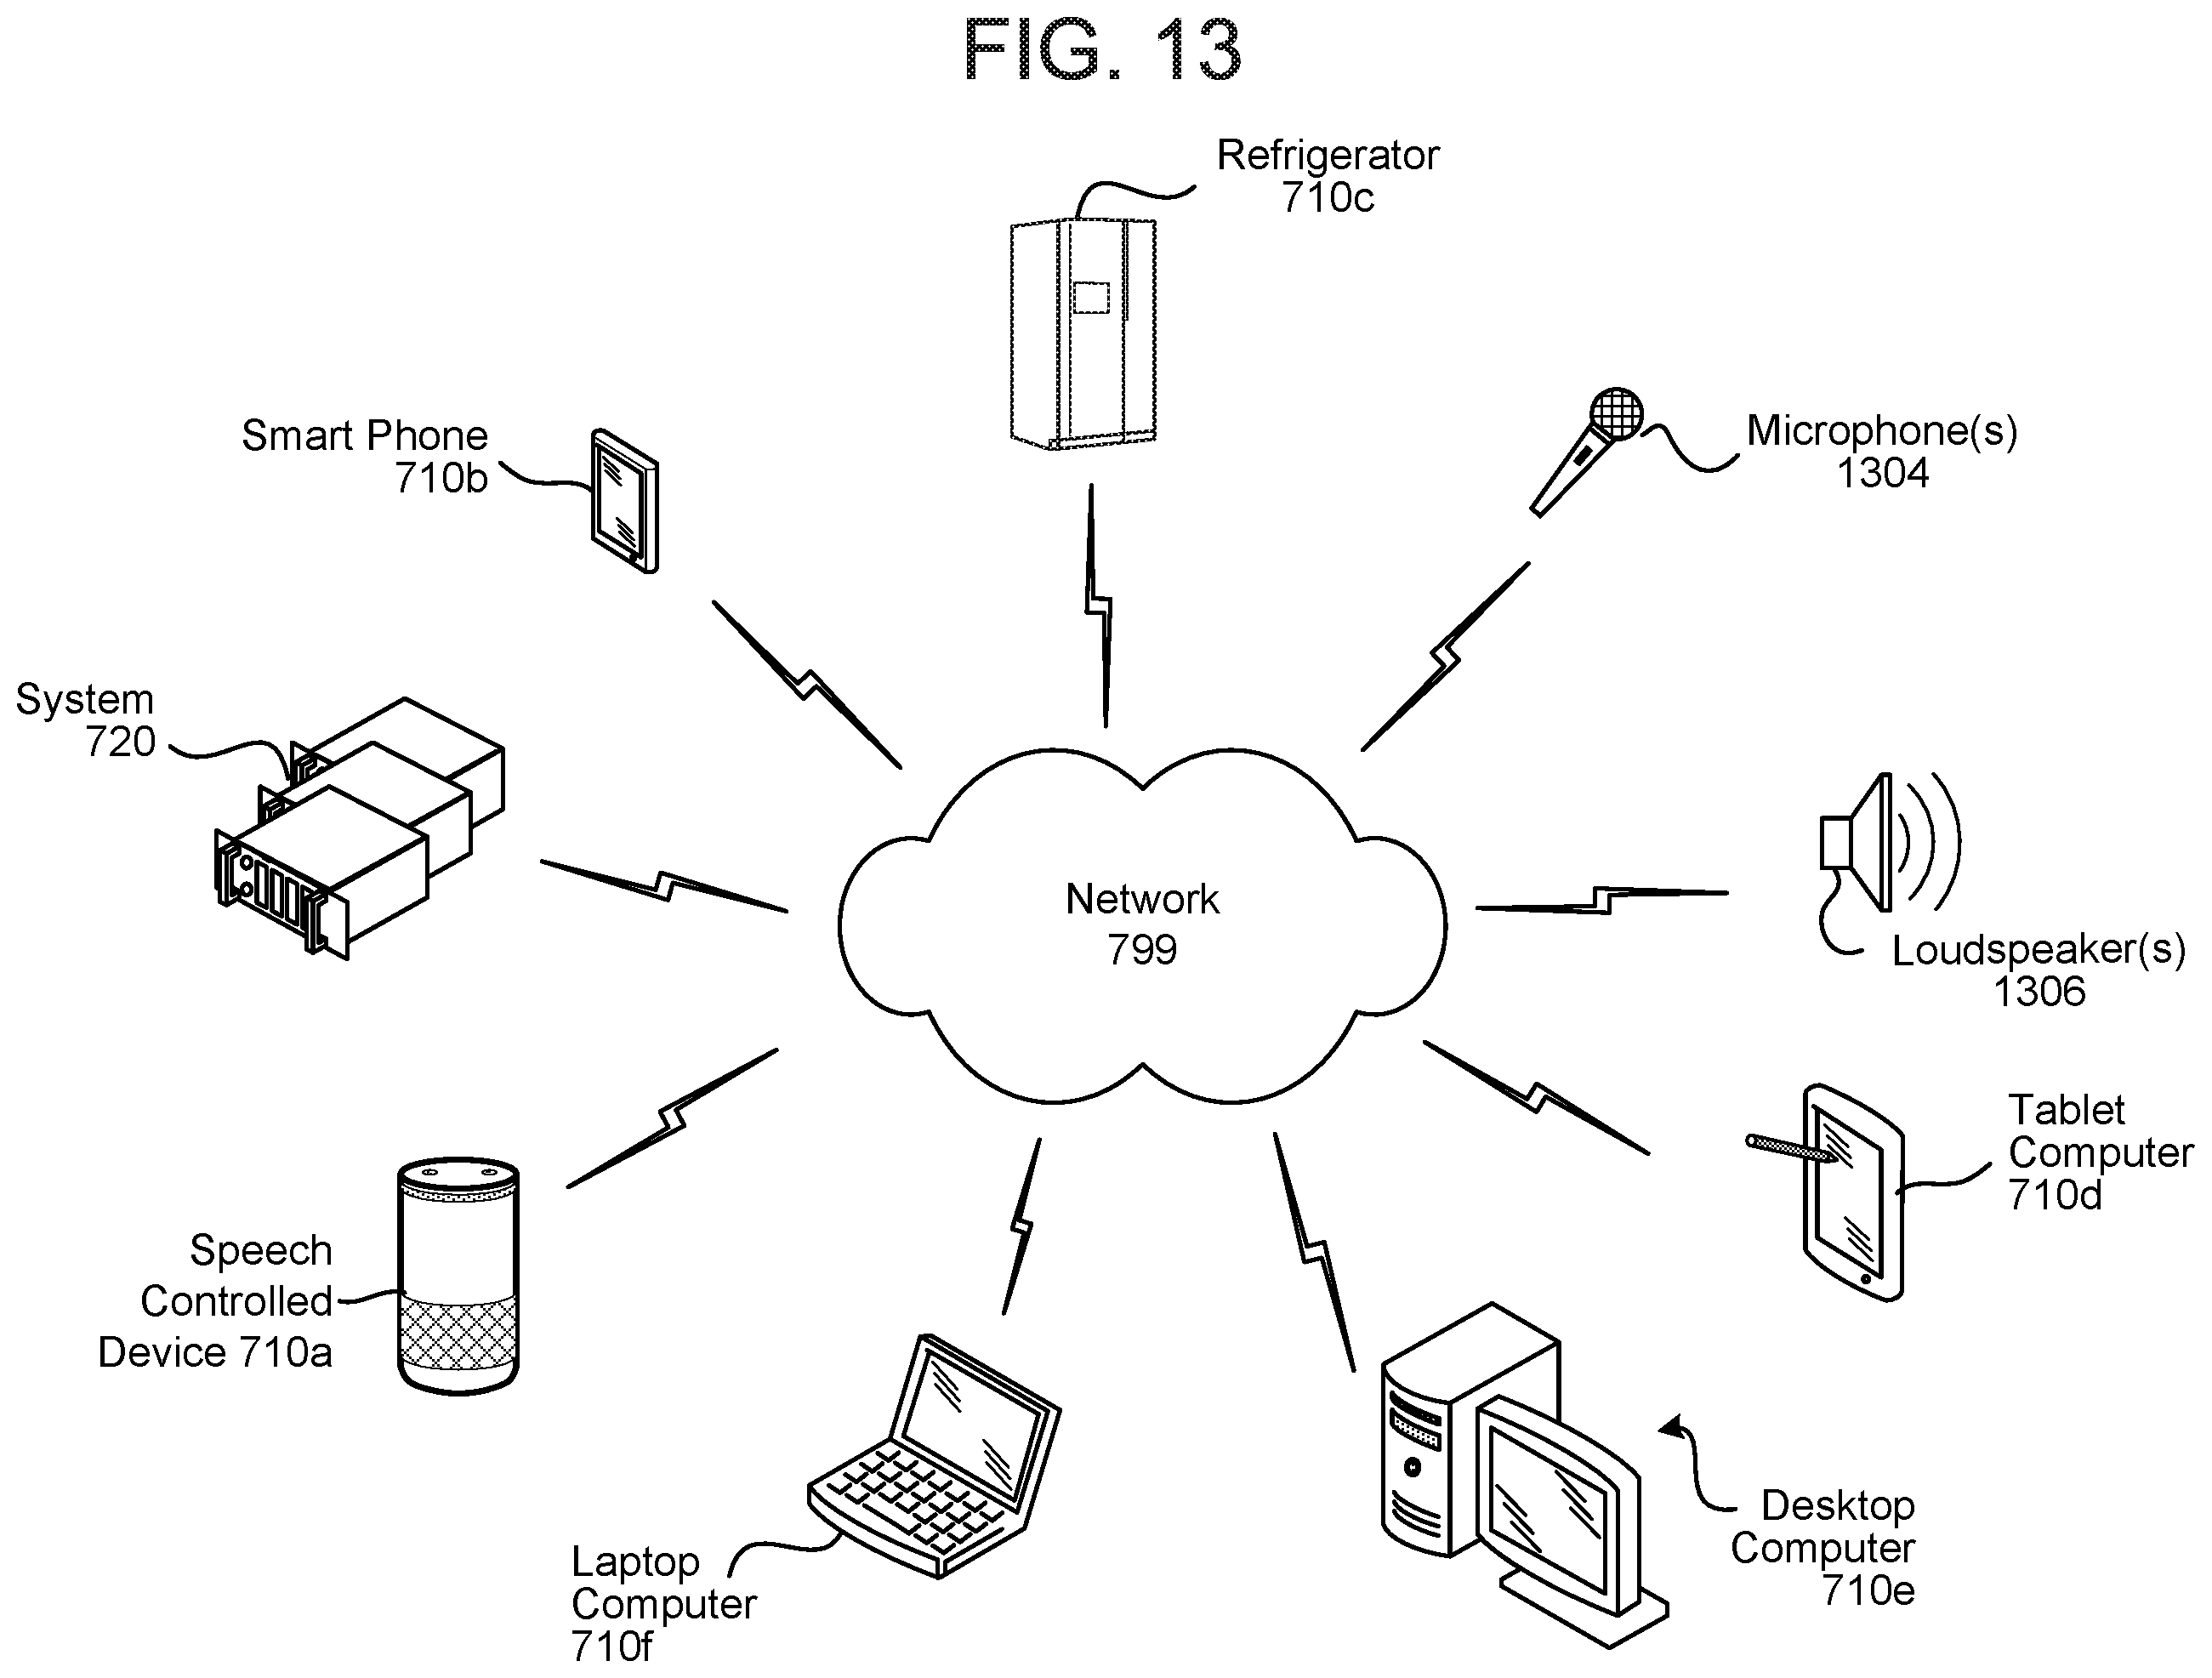 FIG. 13
Refrigerator
710c
Smart Phone
710b
Microphone(s)
1304
System
720
Network
799
Loudspeaker(s)
1306
Tablet
Computer
710d
Speech
Controlled
Device 710a
Desktop
Computer
710e
Laptop
Computer
710f